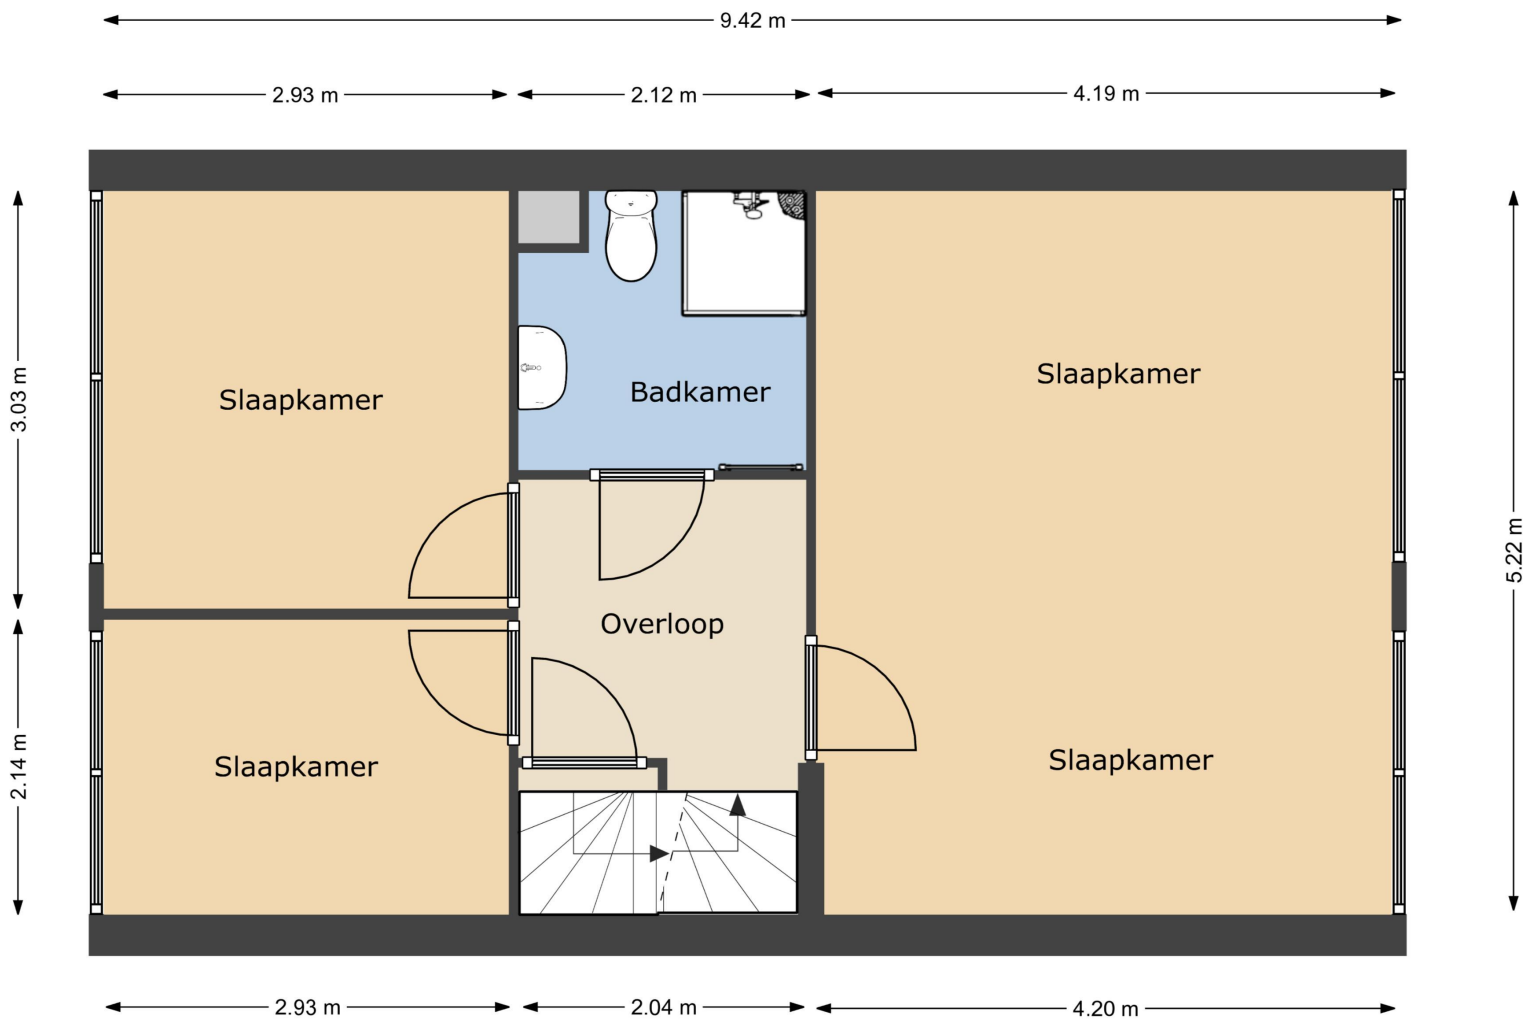 9.42 m
2.93 m
2.12 m
4.19 m
3.03 m
Slaapkamer
Badkamer
Slaapkamer
5.22 m
Overloop
2.14 m
Slaapkamer
Slaapkamer
2.93 m
2.04 m
4.20 m